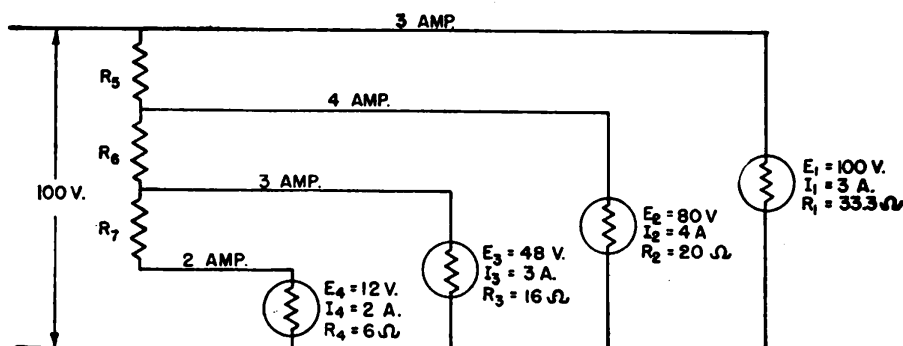 3 AMP.
R5
4 AMP.
R6
100 V.
3 AMP.
E1 = 100 V.
I1 = 3 A.
R1 = 33.3 Ω
R7
E2 = 80 V
I2 = 4 A
R2 = 20 Ω
2 AMP.
E3 = 48 V.
I3 = 3 A.
R3 = 16 Ω
E4 = 12 V.
I4 = 2 A.
R4 = 6 Ω